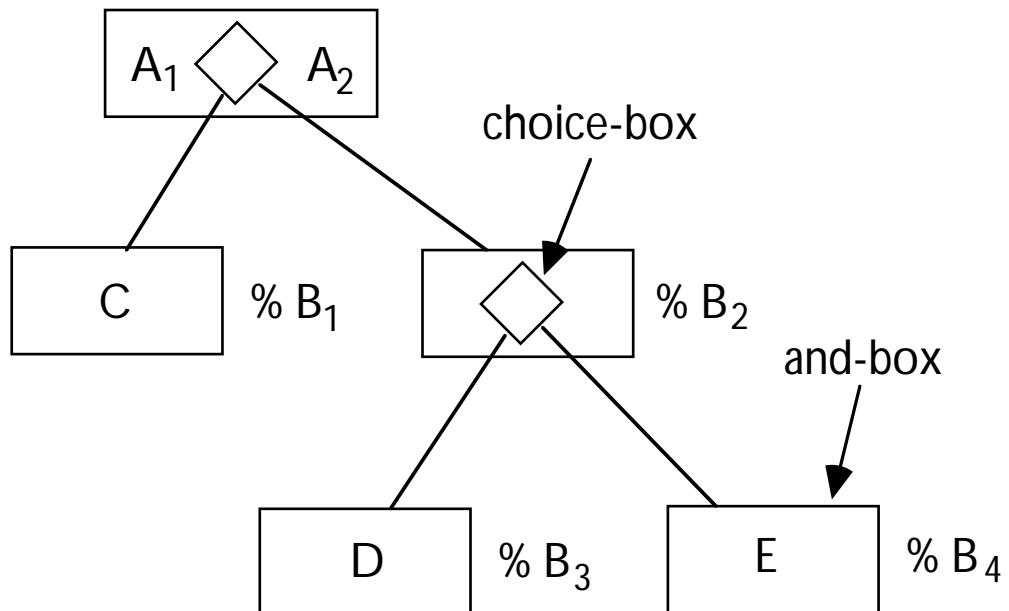 A₁ A₂
choice-box
C % B₁
% B₂
and-box
D % B₃
E % B₄